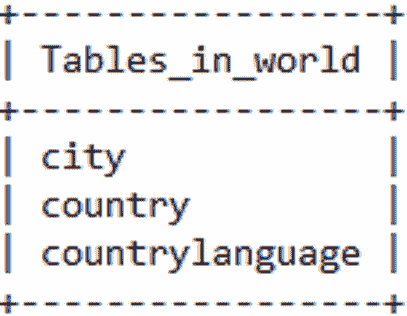 +-----------------+
| Tables_in_world |
+-----------------+
| city            |
| country         |
| countrylanguage |
+-----------------+